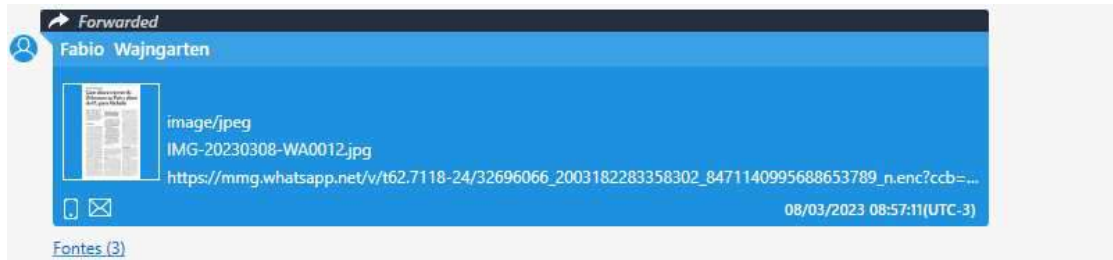 Forwarded
Fabio Wajngarten
image/jpeg
IMG-20230308-WA0012.jpg
https://mmg.whatsapp.net/v/t62.7118-24/32696066_2003182283358302_8471140995688653789_n.enc?ccb=...
08/03/2023 08:57:11(UTC-3)
Fontes (3)